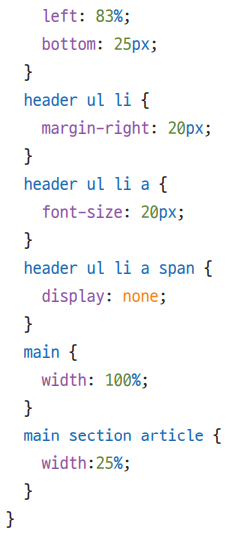 left: 83%;
bottom: 25px;
}
header ul li {
margin-right: 20px;
}
header ul li a {
font-size: 20px;
}
header ul li a span {
display: none;
}
main {
width: 100%;
}
main section article {
width:25%;
}
}